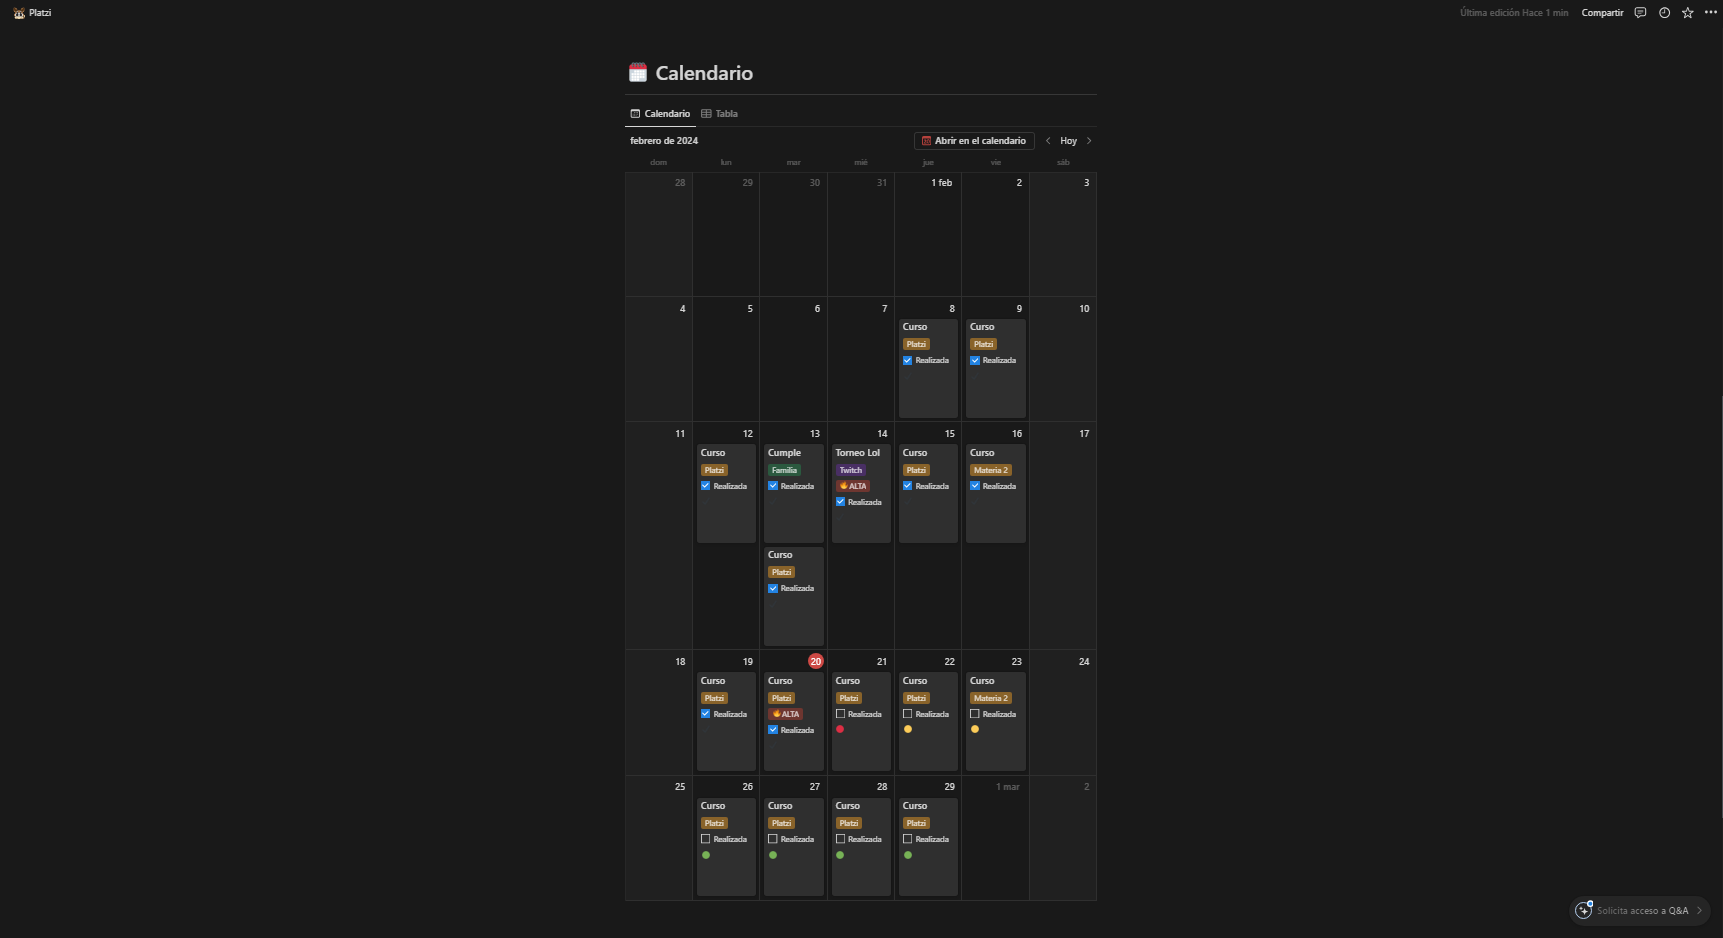 Platzi
Última edición Hace 1 min Compartir
Calendario
Calendario Tabla
febrero de 2024 Abrir en el calendario Hoy
dom lun mar mié jue vie sáb
28 29 30 31 1 feb 2 3
4 5 6 7 8 9 10
Curso Curso
Platzi Platzi
Realizada Realizada
11 12 13 14 15 16 17
Curso Cumple Torneo Lol Curso Curso
Platzi Familia Twitch Platzi Materia 2
Realizada Realizada ALTA Realizada Realizada
Realizada
Curso
Platzi
Realizada
18 19 20 21 22 23 24
Curso Curso Curso Curso Curso
Platzi Platzi Platzi Platzi Materia 2
Realizada ALTA Realizada Realizada Realizada
Realizada
25 26 27 28 29 1 mar 2
Curso Curso Curso Curso
Platzi Platzi Platzi Platzi
Realizada Realizada Realizada Realizada
Solicita acceso a Q&A